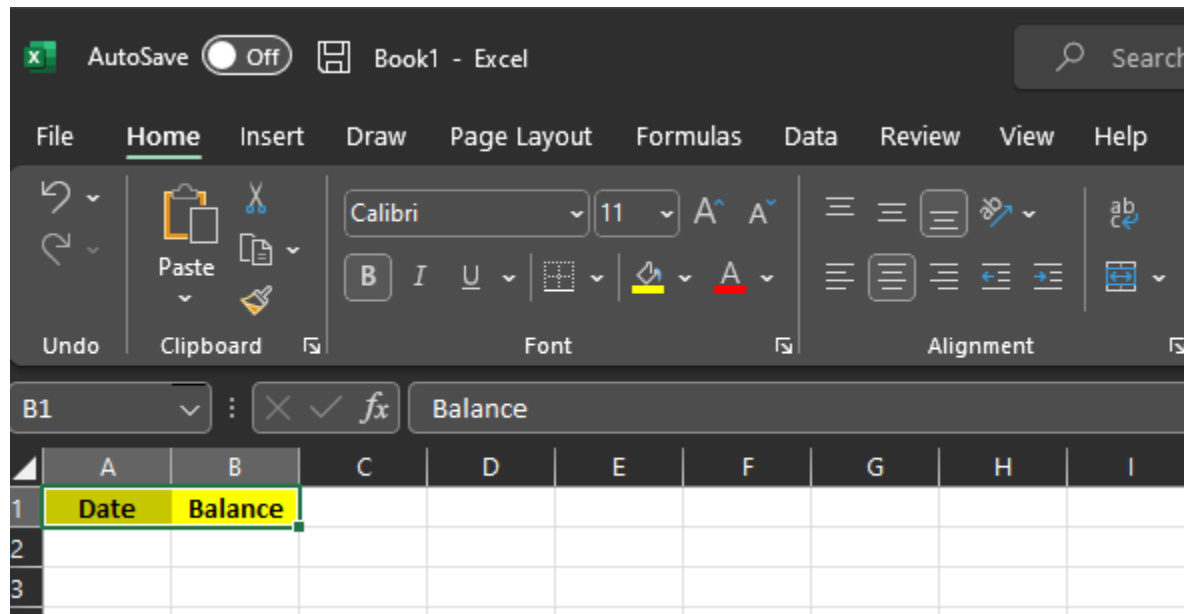 AutoSave Off Book1 - Excel Search
File Home Insert Draw Page Layout Formulas Data Review View Help
Calibri 11 A A ab
Paste B I U A
Undo Clipboard Font Alignment
B1 fx Balance
A B C D E F G H I
1 Date Balance
2
3